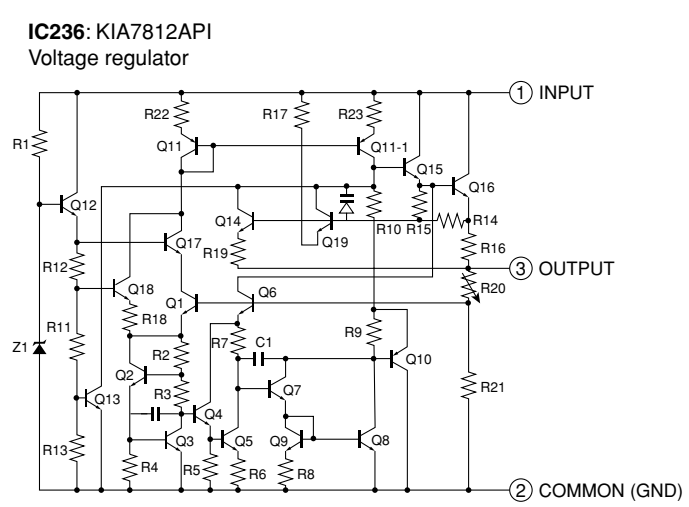 IC236: KIA7812API
Voltage regulator
1 INPUT
R22 R17 R23
R1 Q11 Q11-1 Q15
Q16
Q12 Q14 R10 R15 R14
Q17 R19 Q19 R16
R12 3 OUTPUT
Q18 Q6 R20
Q1
R18
R11 R7 C1 R9
Z1 R2 Q10
Q2 Q7 R21
R3
Q13 Q4
Q3 Q5 Q9 Q8
R13 R4 R5 R6 R8
2 COMMON (GND)